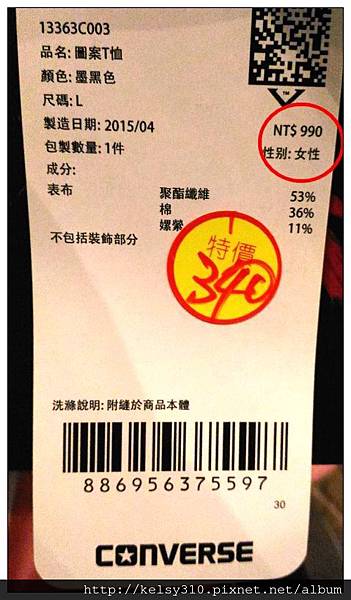 13363C003
品名: 圖案T恤
顏色: 墨黑色
尺碼: L
製造日期: 2015/04
NT$ 990
包裝數量: 1件
性別: 女性
成分:
表布 聚酯纖維 53%
棉 36%
嫘縈 11%
不包括裝飾部分
特價
340
洗滌說明: 附縫於商品本體
886956375597
30
CONVERSE
http://kelsy310.pixnet.net/album